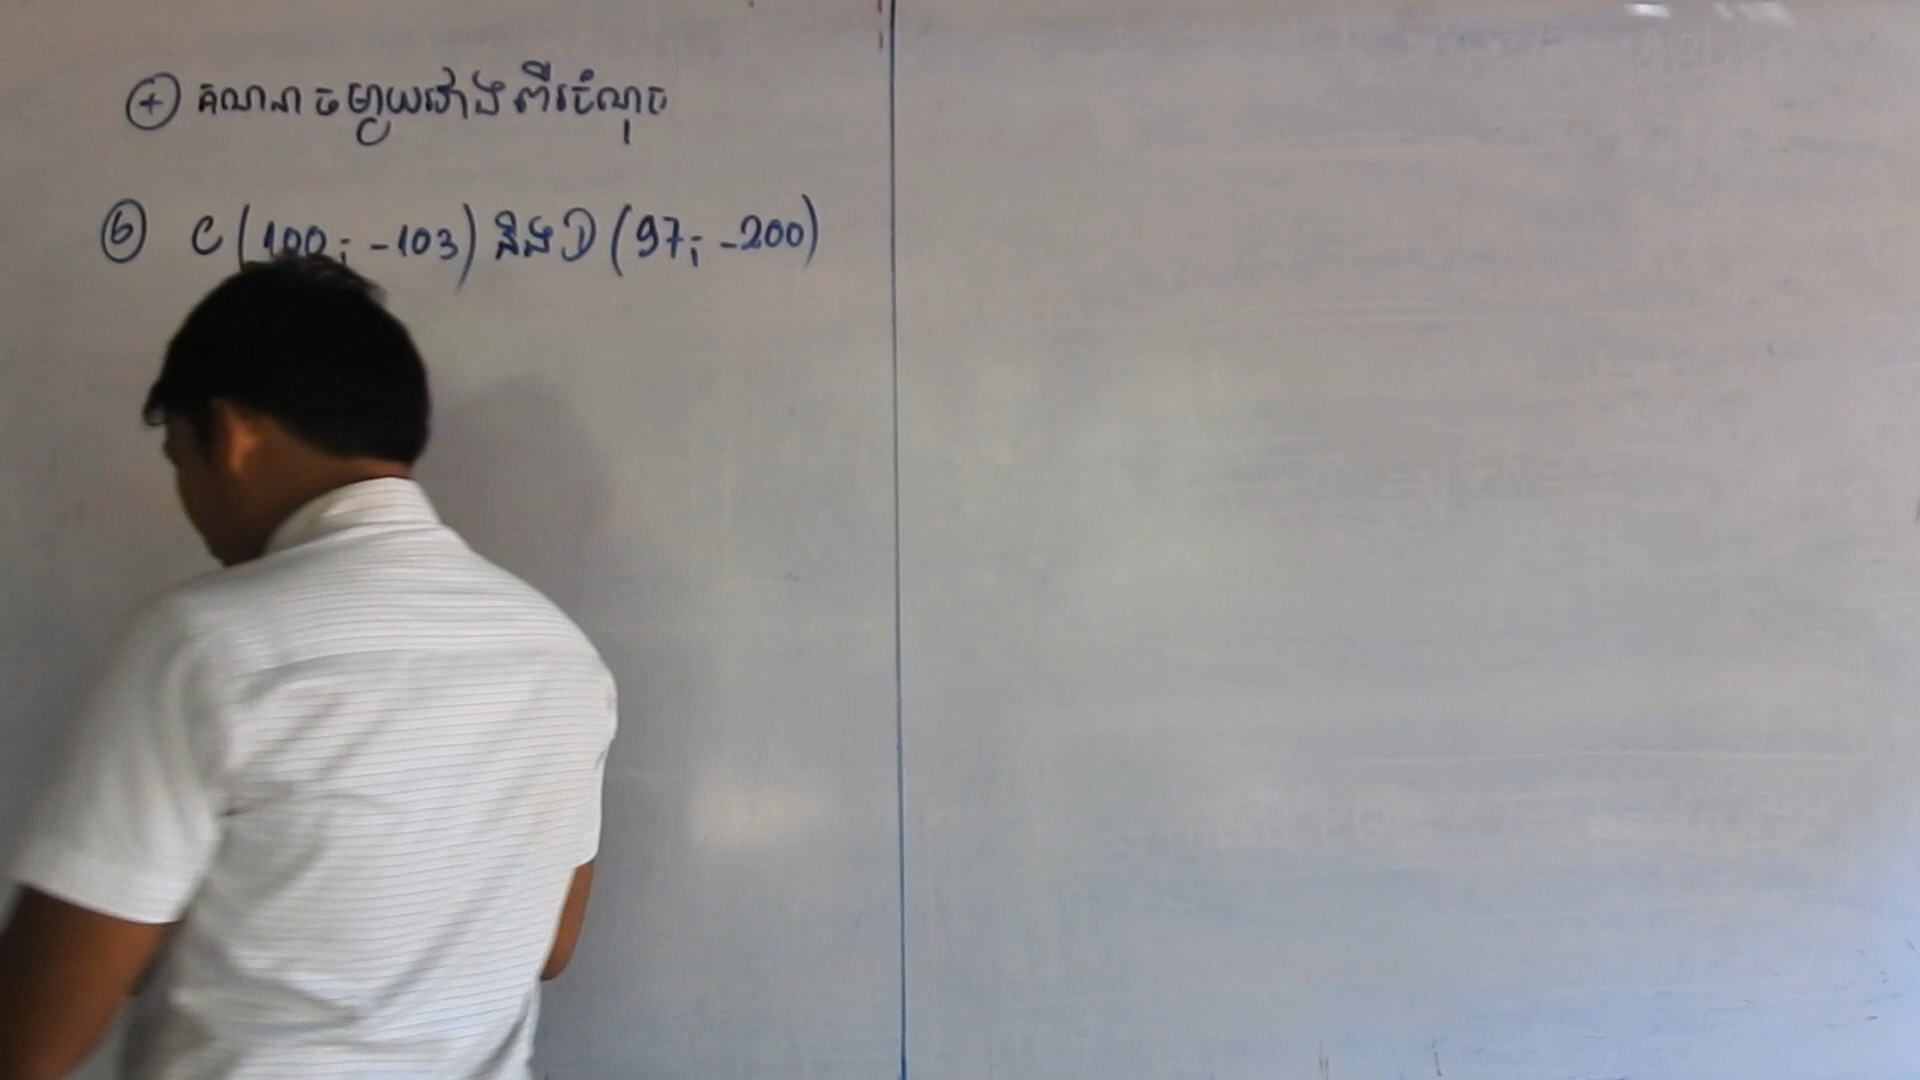 + គណនាចម្ងាយរវាងពីរចំណុច
២ C(100; -103) និង D(97; -200)